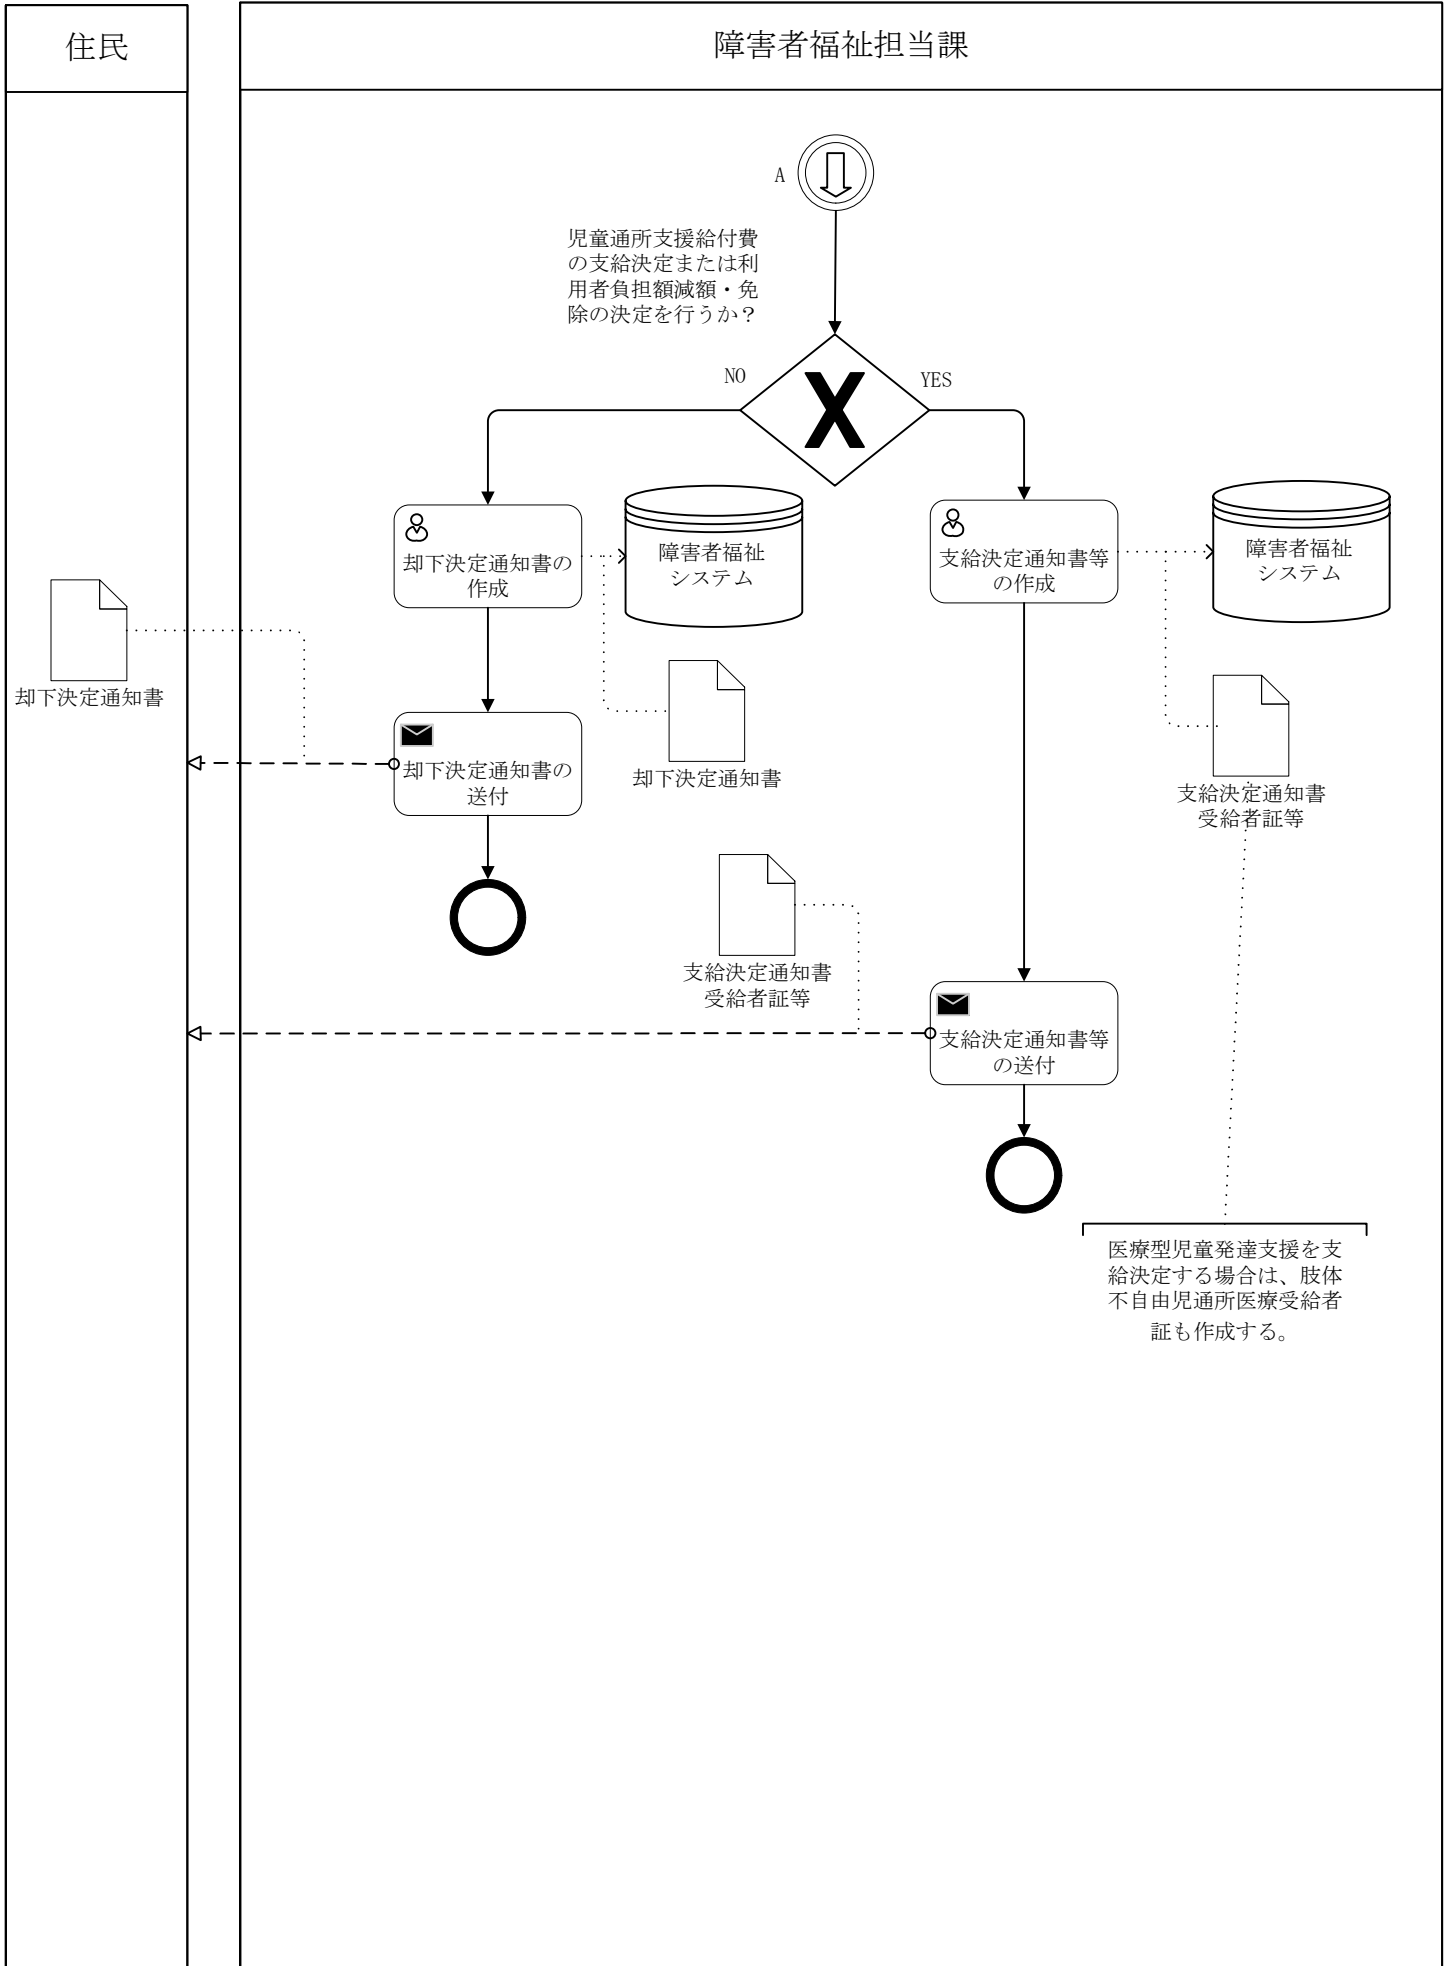 住民
障害者福祉担当課
A
児童通所支援給付費
の支給決定または利
用者負担額減額・免
除の決定を行うか？
NO
YES
却下決定通知書の
作成
障害者福祉
システム
支給決定通知書等
の作成
障害者福祉
システム
却下決定通知書
却下決定通知書の
送付
却下決定通知書
支給決定通知書
受給者証等
支給決定通知書
受給者証等
支給決定通知書等
の送付
医療型児童発達支援を支
給決定する場合は、肢体
不自由児通所医療受給者
証も作成する。